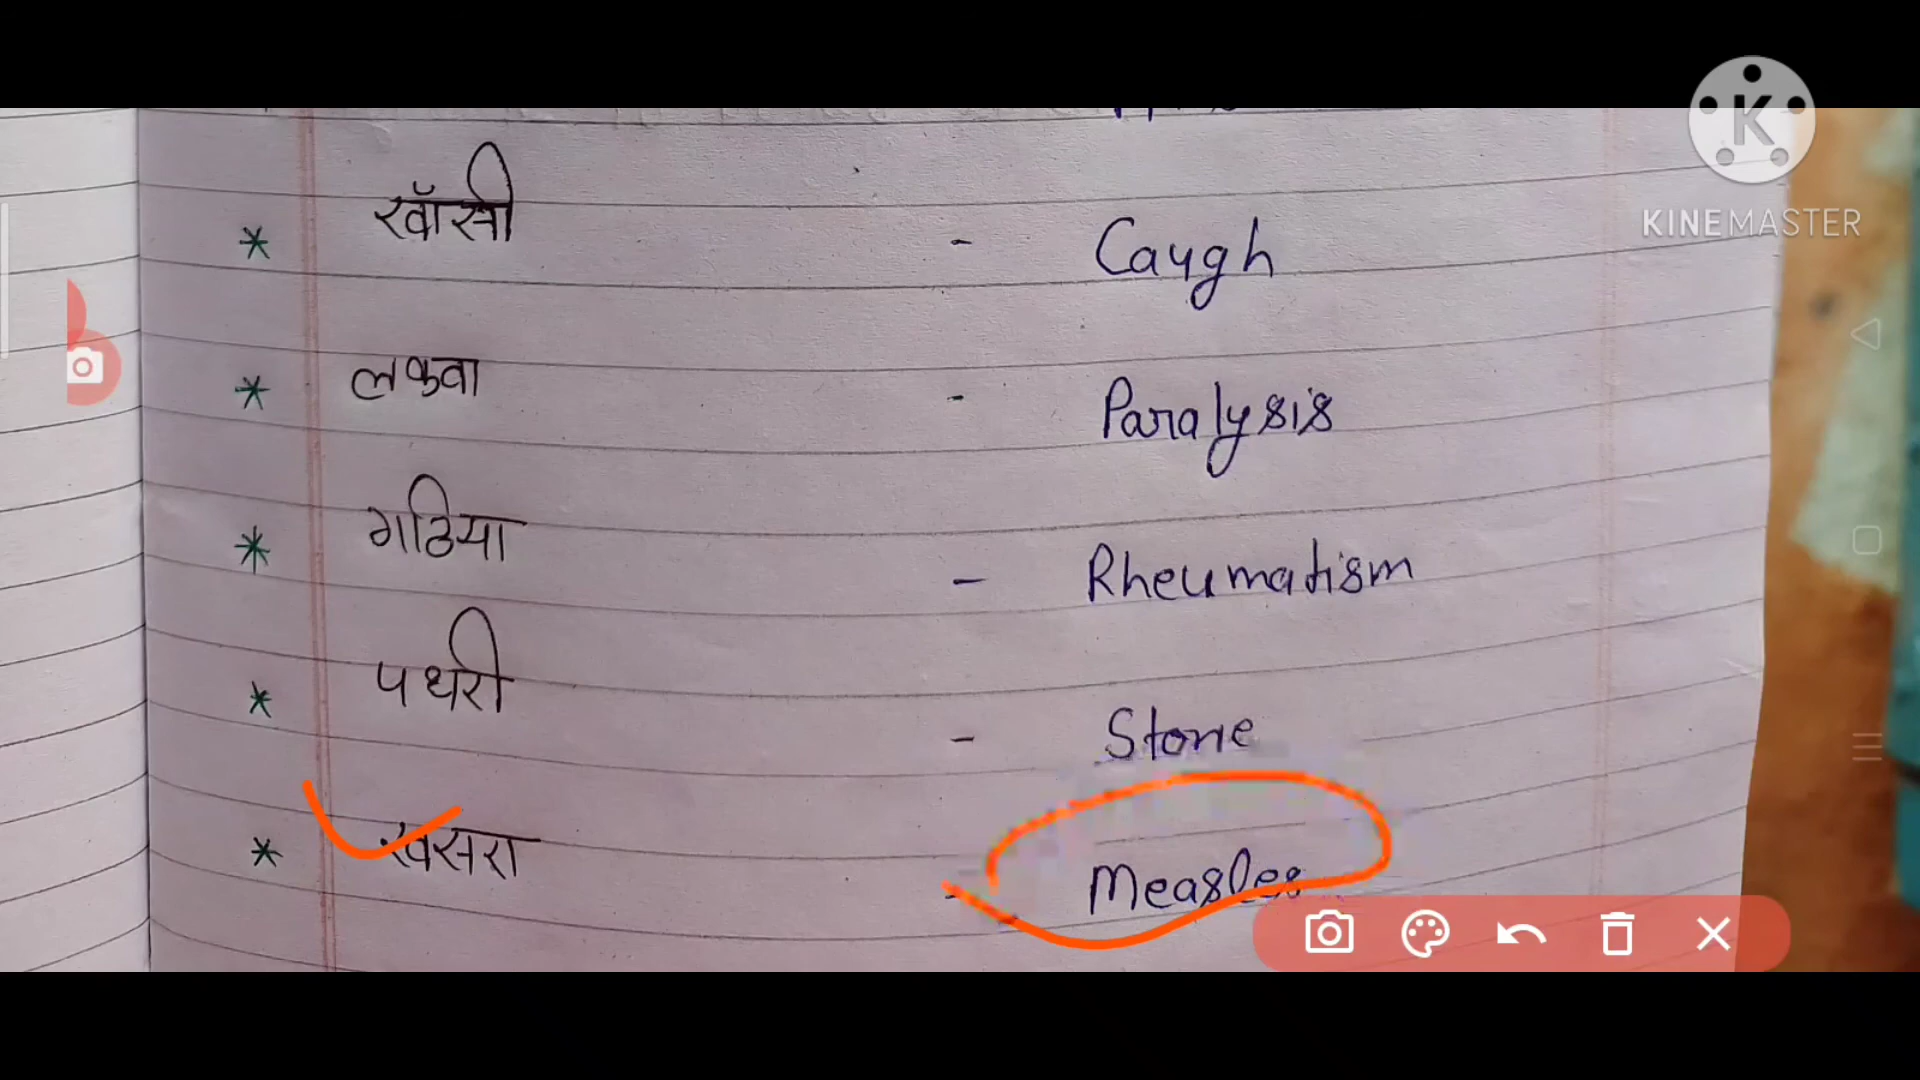 KINEMASTER
* खॉसी - Caugh
* लकवा - Paralysis
* गठिया - Rheumatism
* पथरी - Stone
* खसरा - Measles